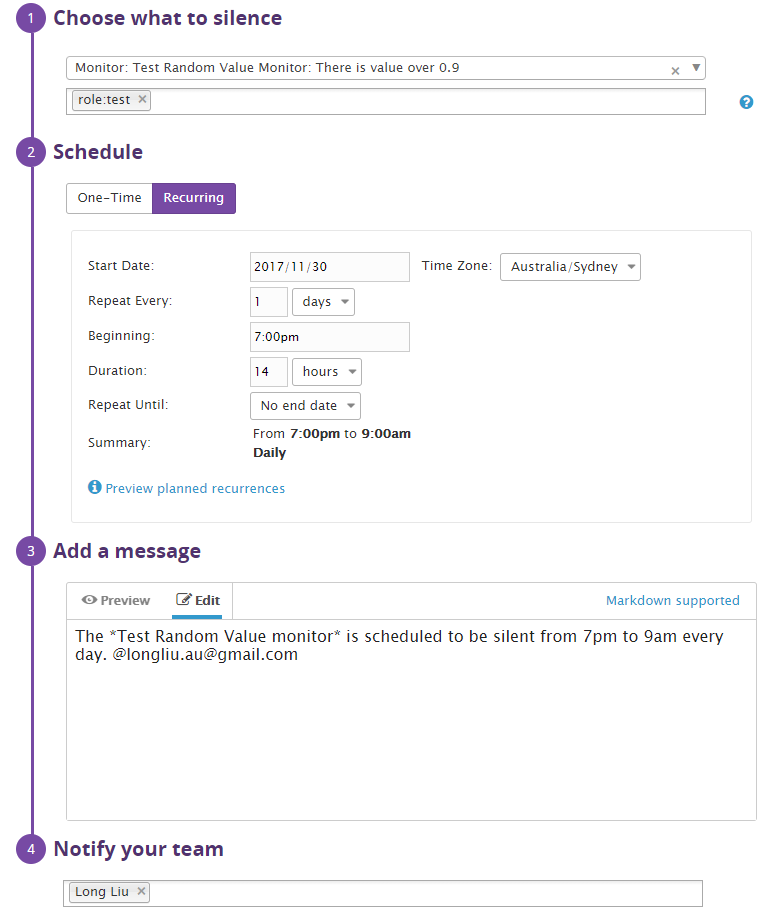 1 Choose what to silence
Monitor: Test Random Value Monitor: There is value over 0.9 × ▼
role:test × ?
2 Schedule
One-Time Recurring
Start Date: 2017/11/30 Time Zone: Australia/Sydney
Repeat Every: 1 days
Beginning: 7:00pm
Duration: 14 hours
Repeat Until: No end date
Summary: From 7:00pm to 9:00am
Daily
Preview planned recurrences
3 Add a message
Preview Edit Markdown supported
The *Test Random Value monitor* is scheduled to be silent from 7pm to 9am every
day. @longliu.au@gmail.com
4 Notify your team
Long Liu ×